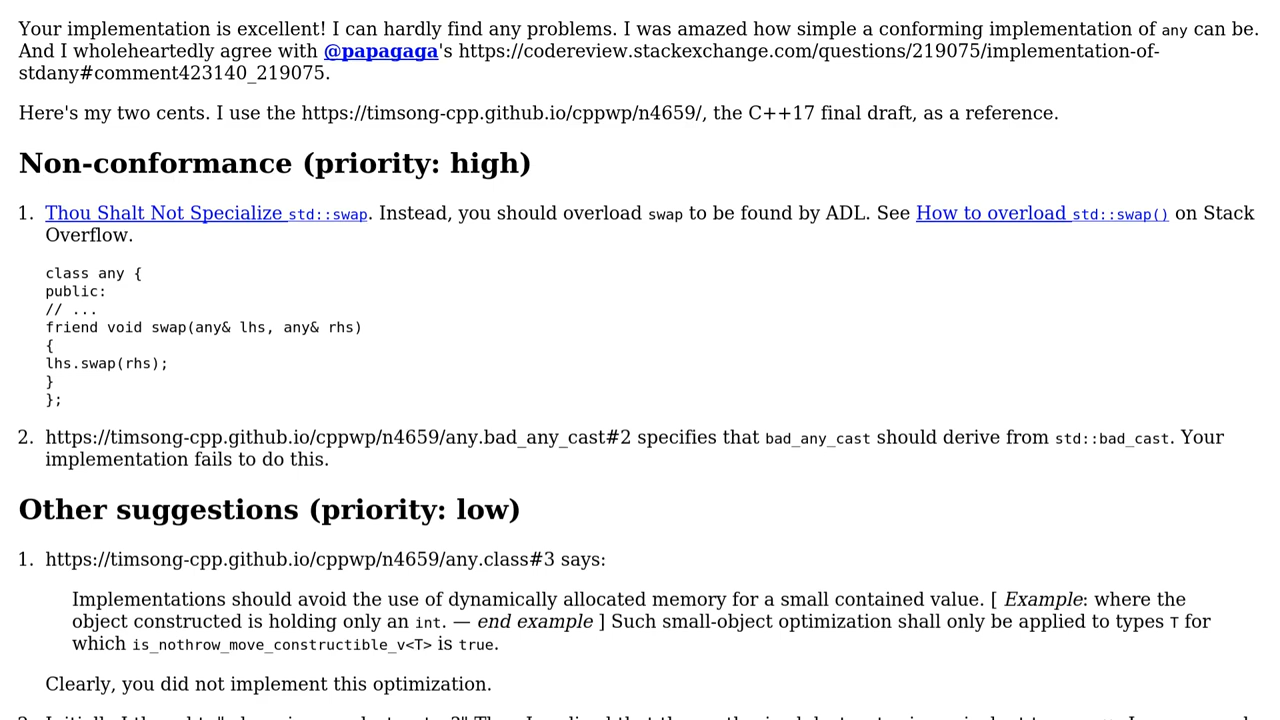 Your implementation is excellent! I can hardly find any problems. I was amazed how simple a conforming implementation of any can be.
And I wholeheartedly agree with @papagaga's https://codereview.stackexchange.com/questions/219075/implementation-of-
stdany#comment423140_219075.
Here's my two cents. I use the https://timsong-cpp.github.io/cppwp/n4659/, the C++17 final draft, as a reference.
Non-conformance (priority: high)
1. Thou Shalt Not Specialize std::swap. Instead, you should overload swap to be found by ADL. See How to overload std::swap() on Stack
Overflow.
class any {
public:
// ...
friend void swap(any& lhs, any& rhs)
{
lhs.swap(rhs);
}
};
2. https://timsong-cpp.github.io/cppwp/n4659/any.bad_any_cast#2 specifies that bad_any_cast should derive from std::bad_cast. Your
implementation fails to do this.
Other suggestions (priority: low)
1. https://timsong-cpp.github.io/cppwp/n4659/any.class#3 says:
Implementations should avoid the use of dynamically allocated memory for a small contained value. [ Example: where the
object constructed is holding only an int. — end example ] Such small-object optimization shall only be applied to types T for
which is_nothrow_move_constructible_v<T> is true.
Clearly, you did not implement this optimization.